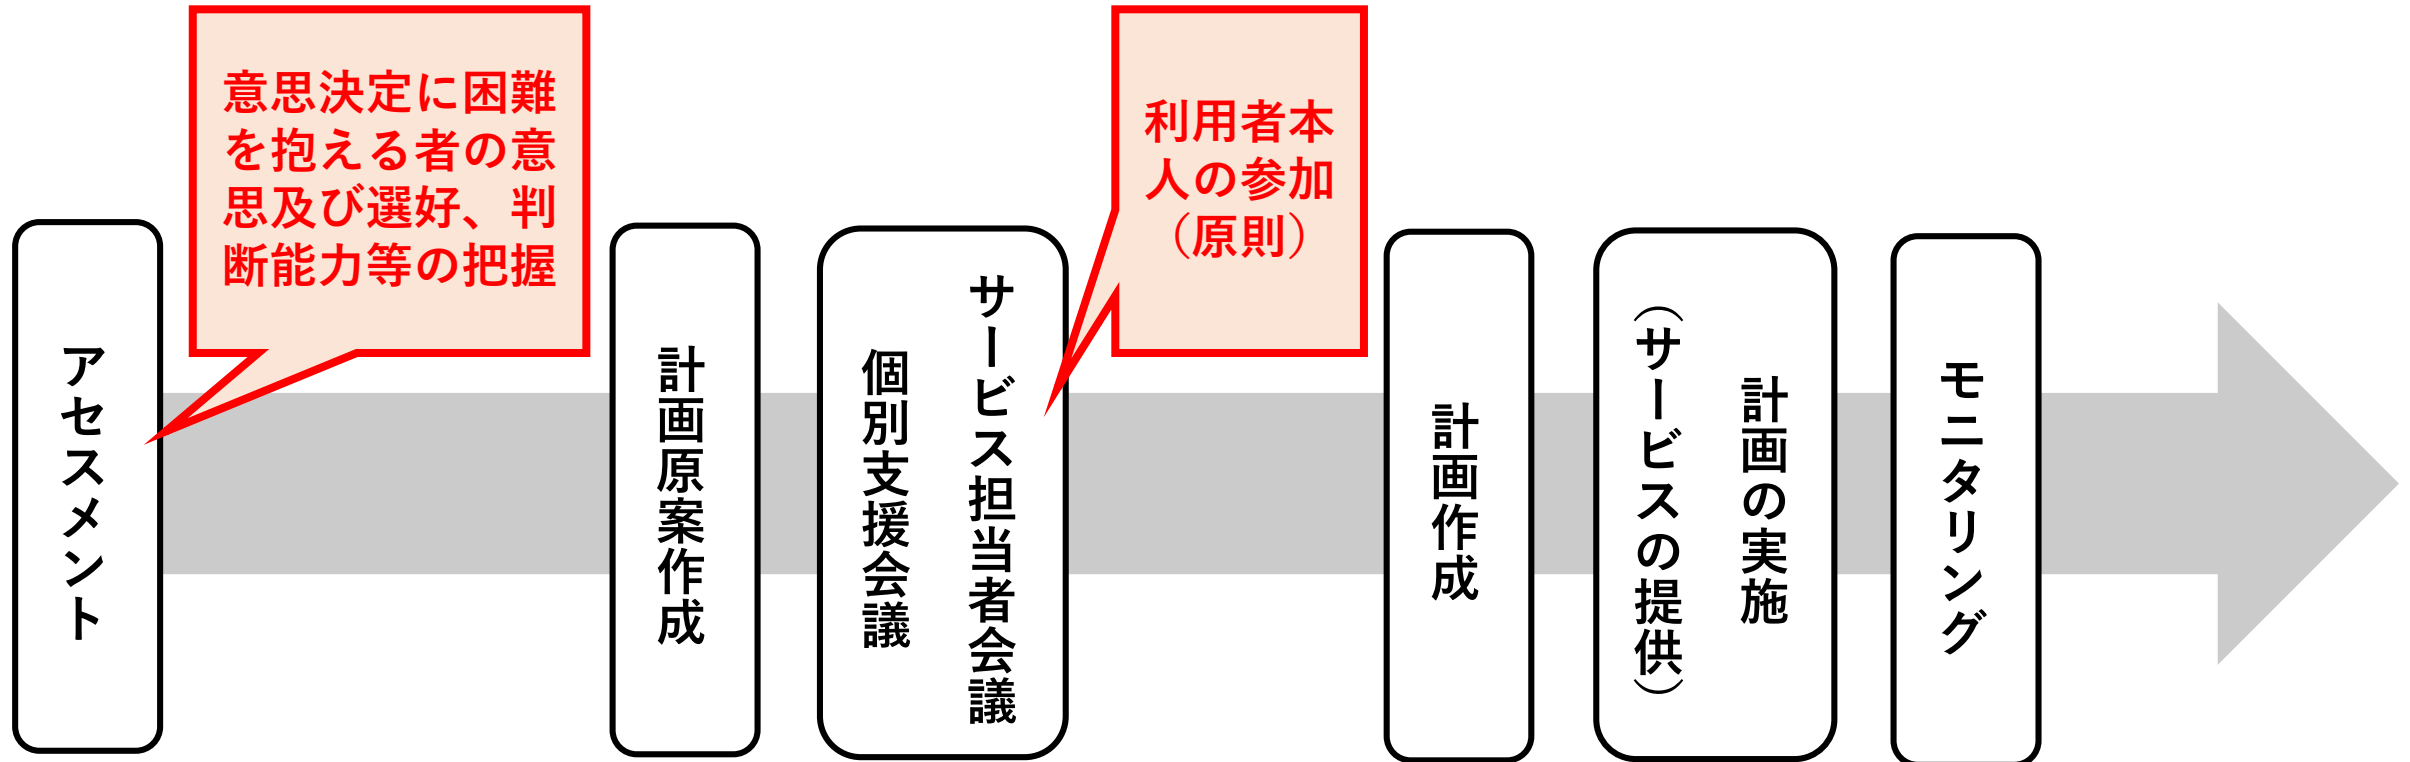 アセスメント
意思決定に困難
を抱える者の意
思及び選好、判
断能力等の把握
計画原案作成
サービス担当者会議
個別支援会議
利用者本
人の参加
（原則）
計画作成
計画の実施
（サービスの提供）
モニタリング